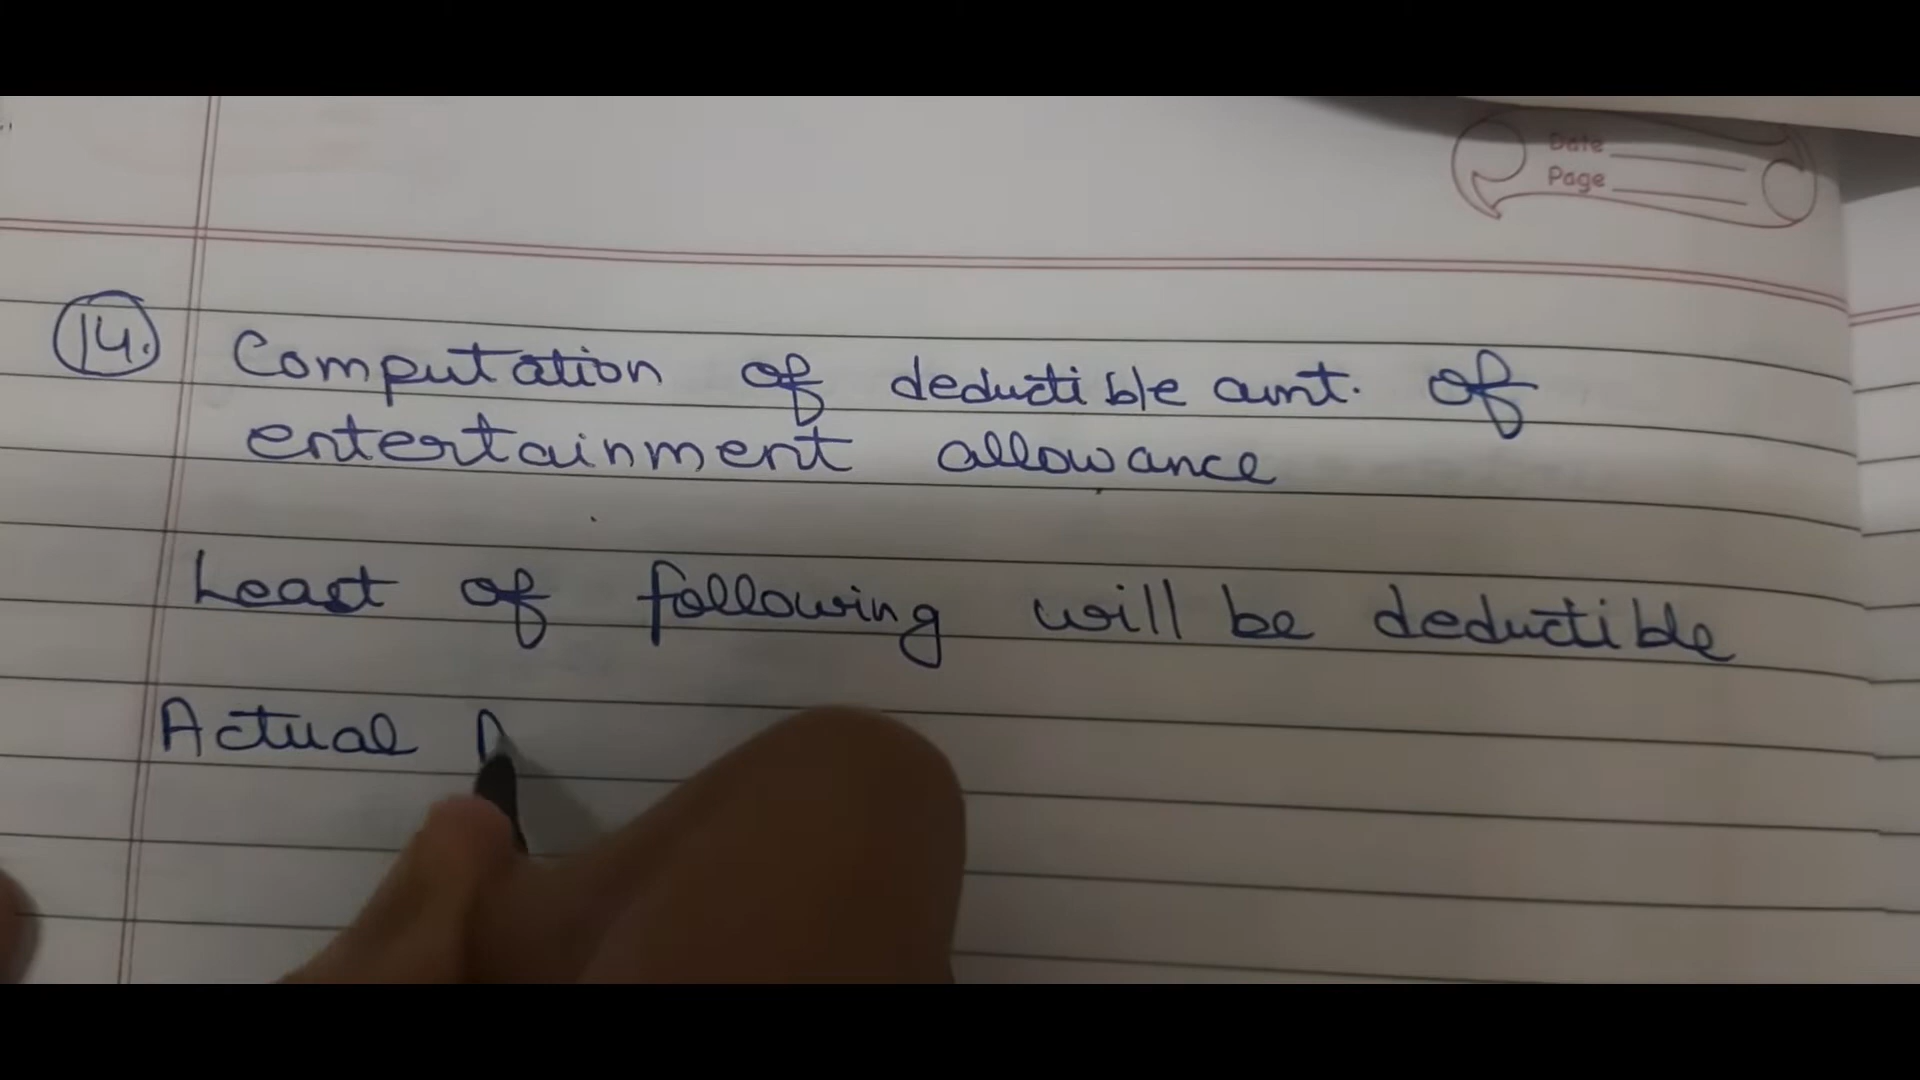 Date
Page
14. Computation of deductible amt. of
entertainment allowance
Least of following will be deductible
Actual